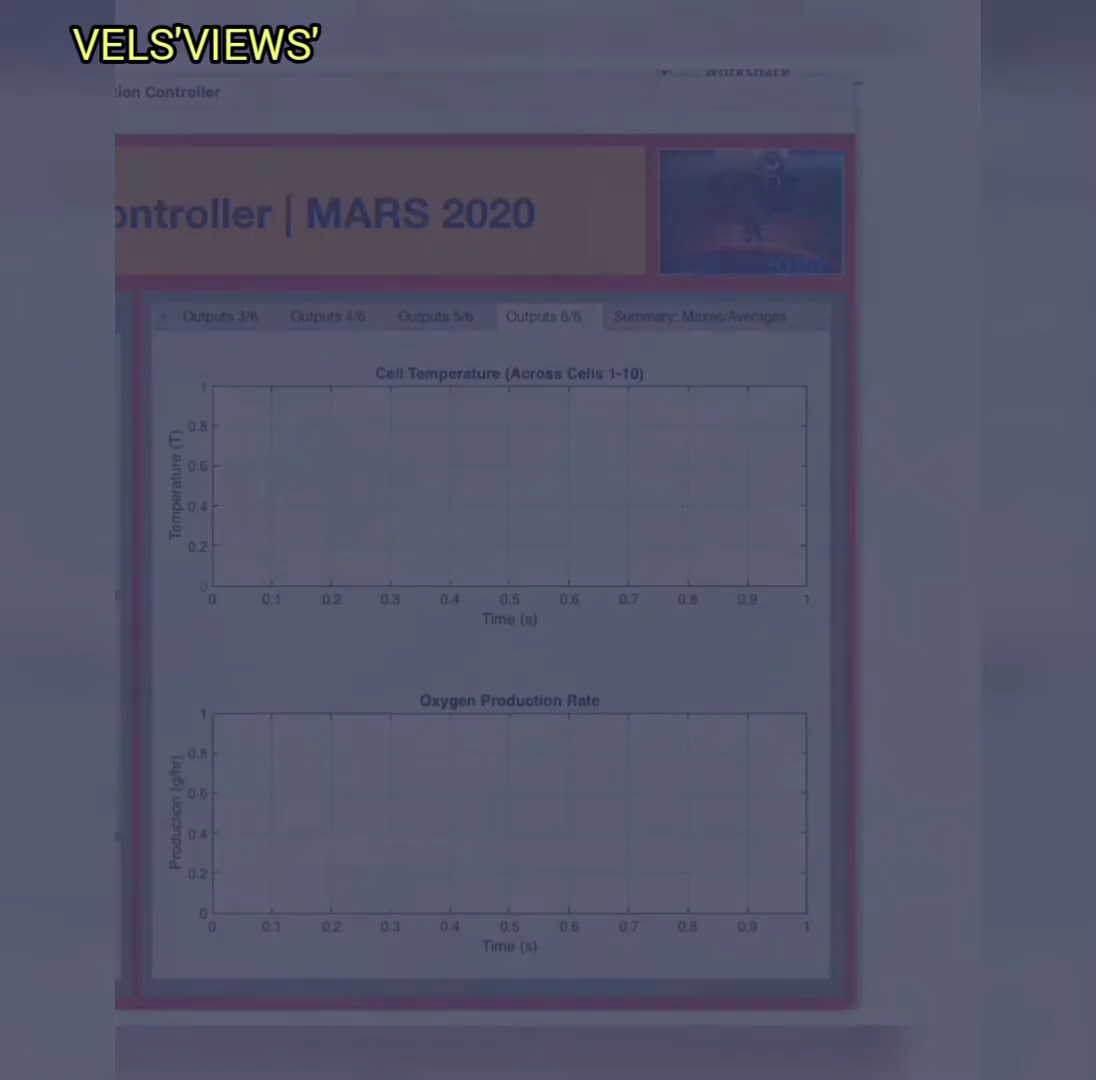 VELS'VIEWS'
Workspace
tion Controller
ontroller | MARS 2020
Outputs 3/6 Outputs 4/6 Outputs 5/6 Outputs 6/6 Summary: Maxes/Averages
Cell Temperature (Across Cells 1-10)
Temperature (T)
1
0.8
0.6
0.4
0.2
0
0 0.1 0.2 0.3 0.4 0.5 0.6 0.7 0.8 0.9 1
Time (s)
Oxygen Production Rate
Production (g/hr)
1
0.8
0.6
0.4
0.2
0
0 0.1 0.2 0.3 0.4 0.5 0.6 0.7 0.8 0.9 1
Time (s)